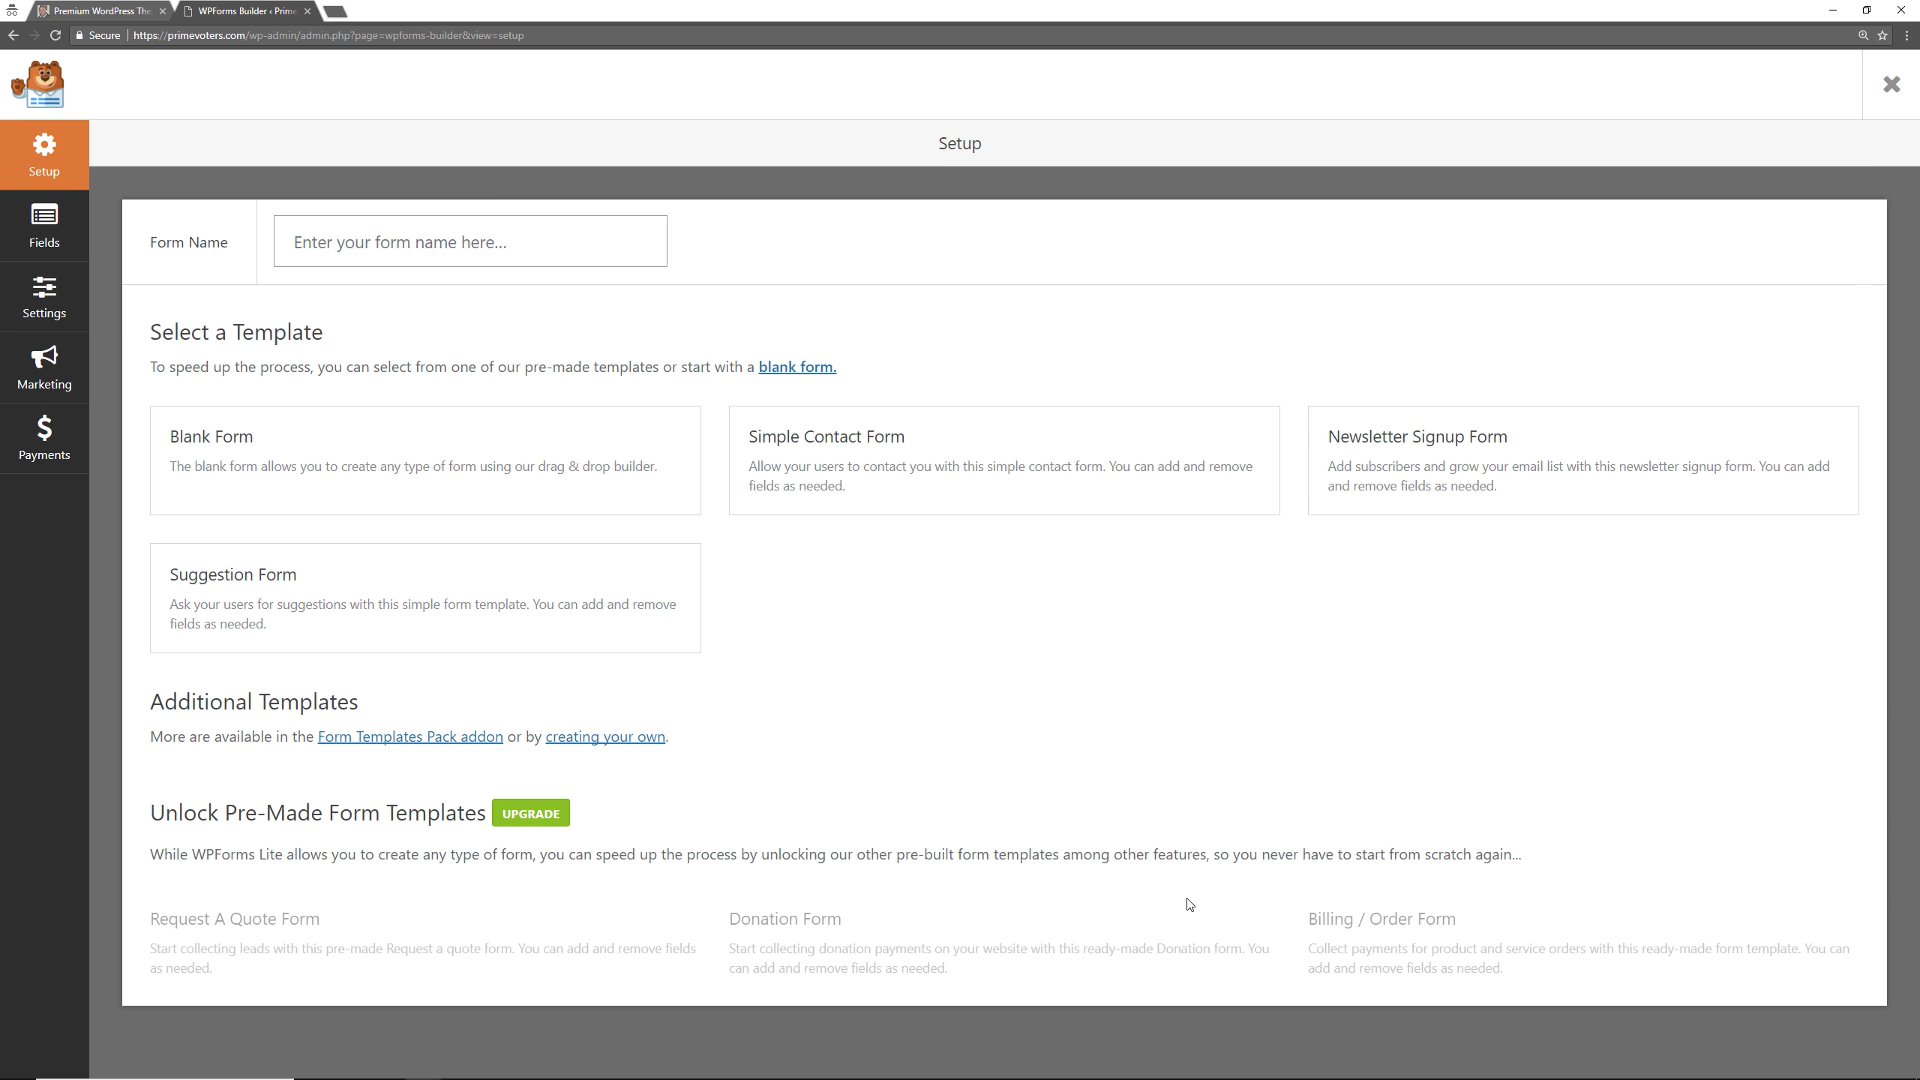 Premium WordPress The
WPForms Builder ‹ Prime
Secure
https://primevoters.com/wp-admin/admin.php?page=wpforms-builder&view=setup
Setup
Fields
Settings
Marketing
Payments
Setup
Form Name
Enter your form name here...
Select a Template
To speed up the process, you can select from one of our pre-made templates or start with a blank form.
Blank Form
The blank form allows you to create any type of form using our drag & drop builder.
Simple Contact Form
Allow your users to contact you with this simple contact form. You can add and remove
fields as needed.
Newsletter Signup Form
Add subscribers and grow your email list with this newsletter signup form. You can add
and remove fields as needed.
Suggestion Form
Ask your users for suggestions with this simple form template. You can add and remove
fields as needed.
Additional Templates
More are available in the Form Templates Pack addon or by creating your own.
Unlock Pre-Made Form Templates UPGRADE
While WPForms Lite allows you to create any type of form, you can speed up the process by unlocking our other pre-built form templates among other features, so you never have to start from scratch again...
Request A Quote Form
Start collecting leads with this pre-made Request a quote form. You can add and remove fields
as needed.
Donation Form
Start collecting donation payments on your website with this ready-made Donation form. You
can add and remove fields as needed.
Billing / Order Form
Collect payments for product and service orders with this ready-made form template. You can
add and remove fields as needed.